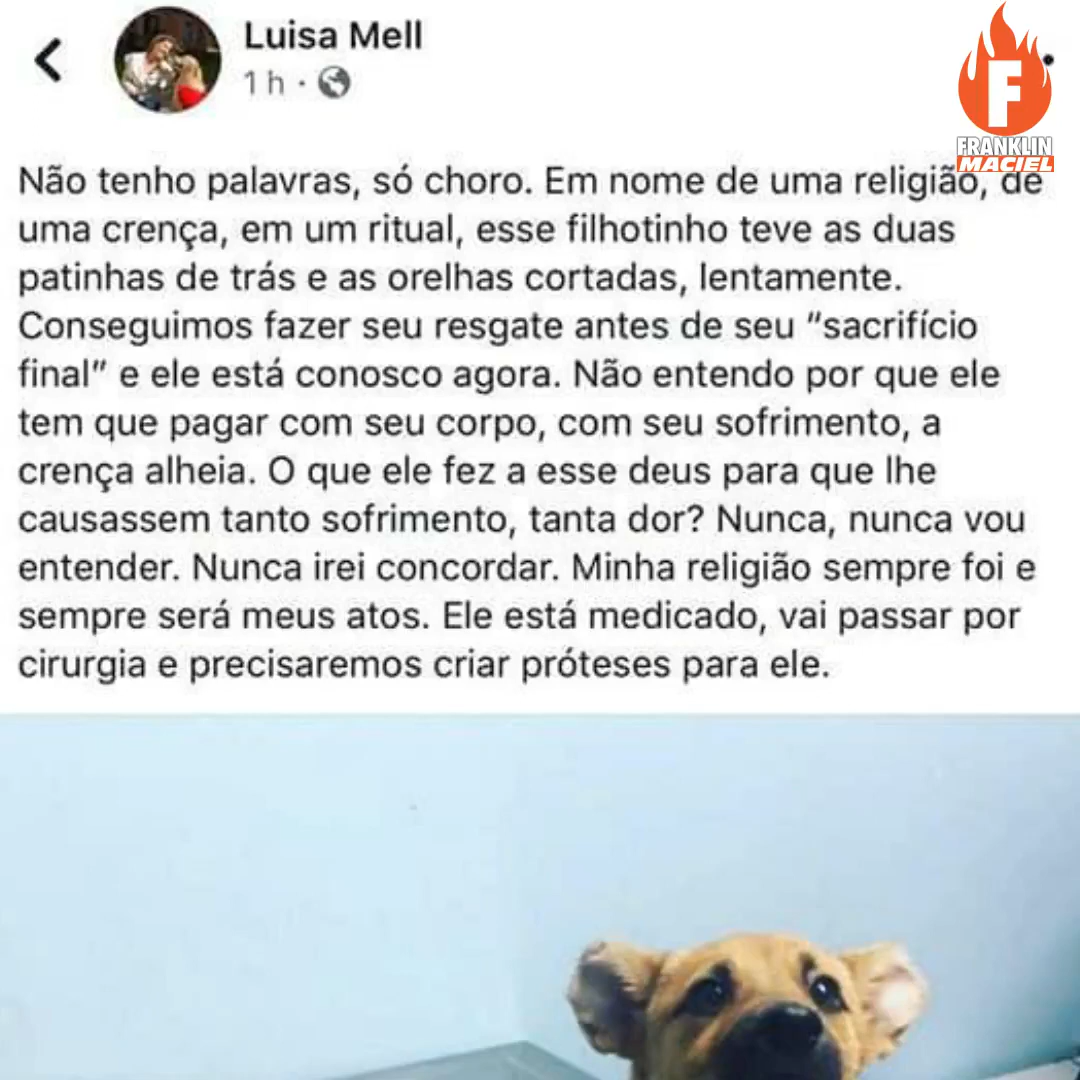 Luisa Mell
1 h ·
F
FRANKLIN
MACIEL
Não tenho palavras, só choro. Em nome de uma religião, de
uma crença, em um ritual, esse filhotinho teve as duas
patinhas de trás e as orelhas cortadas, lentamente.
Conseguimos fazer seu resgate antes de seu “sacrifício
final” e ele está conosco agora. Não entendo por que ele
tem que pagar com seu corpo, com seu sofrimento, a
crença alheia. O que ele fez a esse deus para que lhe
causassem tanto sofrimento, tanta dor? Nunca, nunca vou
entender. Nunca irei concordar. Minha religião sempre foi e
sempre será meus atos. Ele está medicado, vai passar por
cirurgia e precisaremos criar próteses para ele.